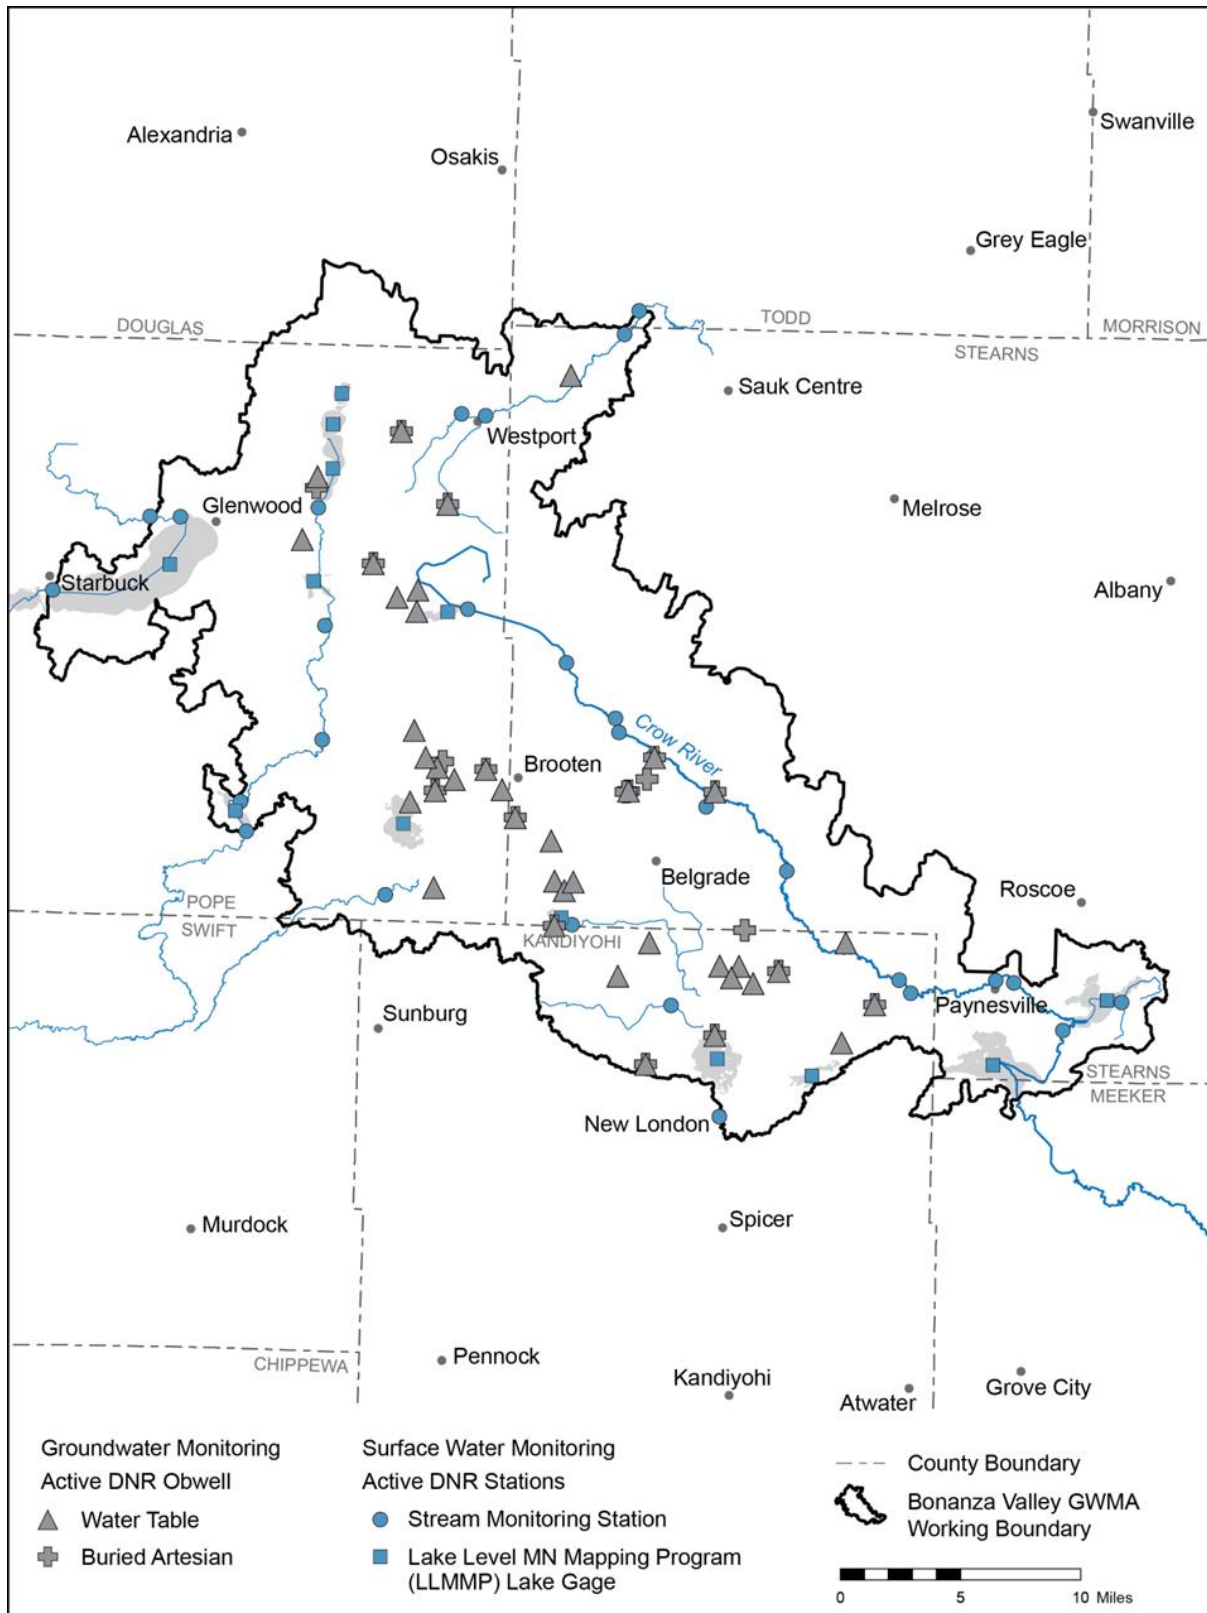 Swanville
Alexandria
Osakis
Grey Eagle
DOUGLAS
TODD
MORRISON
STEARNS
Sauk Centre
Westport
Glenwood
Melrose
Starbuck
Albany
Crow River
Brooten
Belgrade
Roscoe
POPE
SWIFT
KANDIYOHI
Paynesville
Sunburg
STEARNS
MEEKER
New London
Murdock
Spicer
Pennock
CHIPPEWA
Kandiyohi
Atwater
Grove City
Groundwater Monitoring
Active DNR Obwell
Water Table
Buried Artesian
Surface Water Monitoring
Active DNR Stations
Stream Monitoring Station
Lake Level MN Mapping Program
(LLMMP) Lake Gage
County Boundary
Bonanza Valley GWMA
Working Boundary
0 5 10 Miles